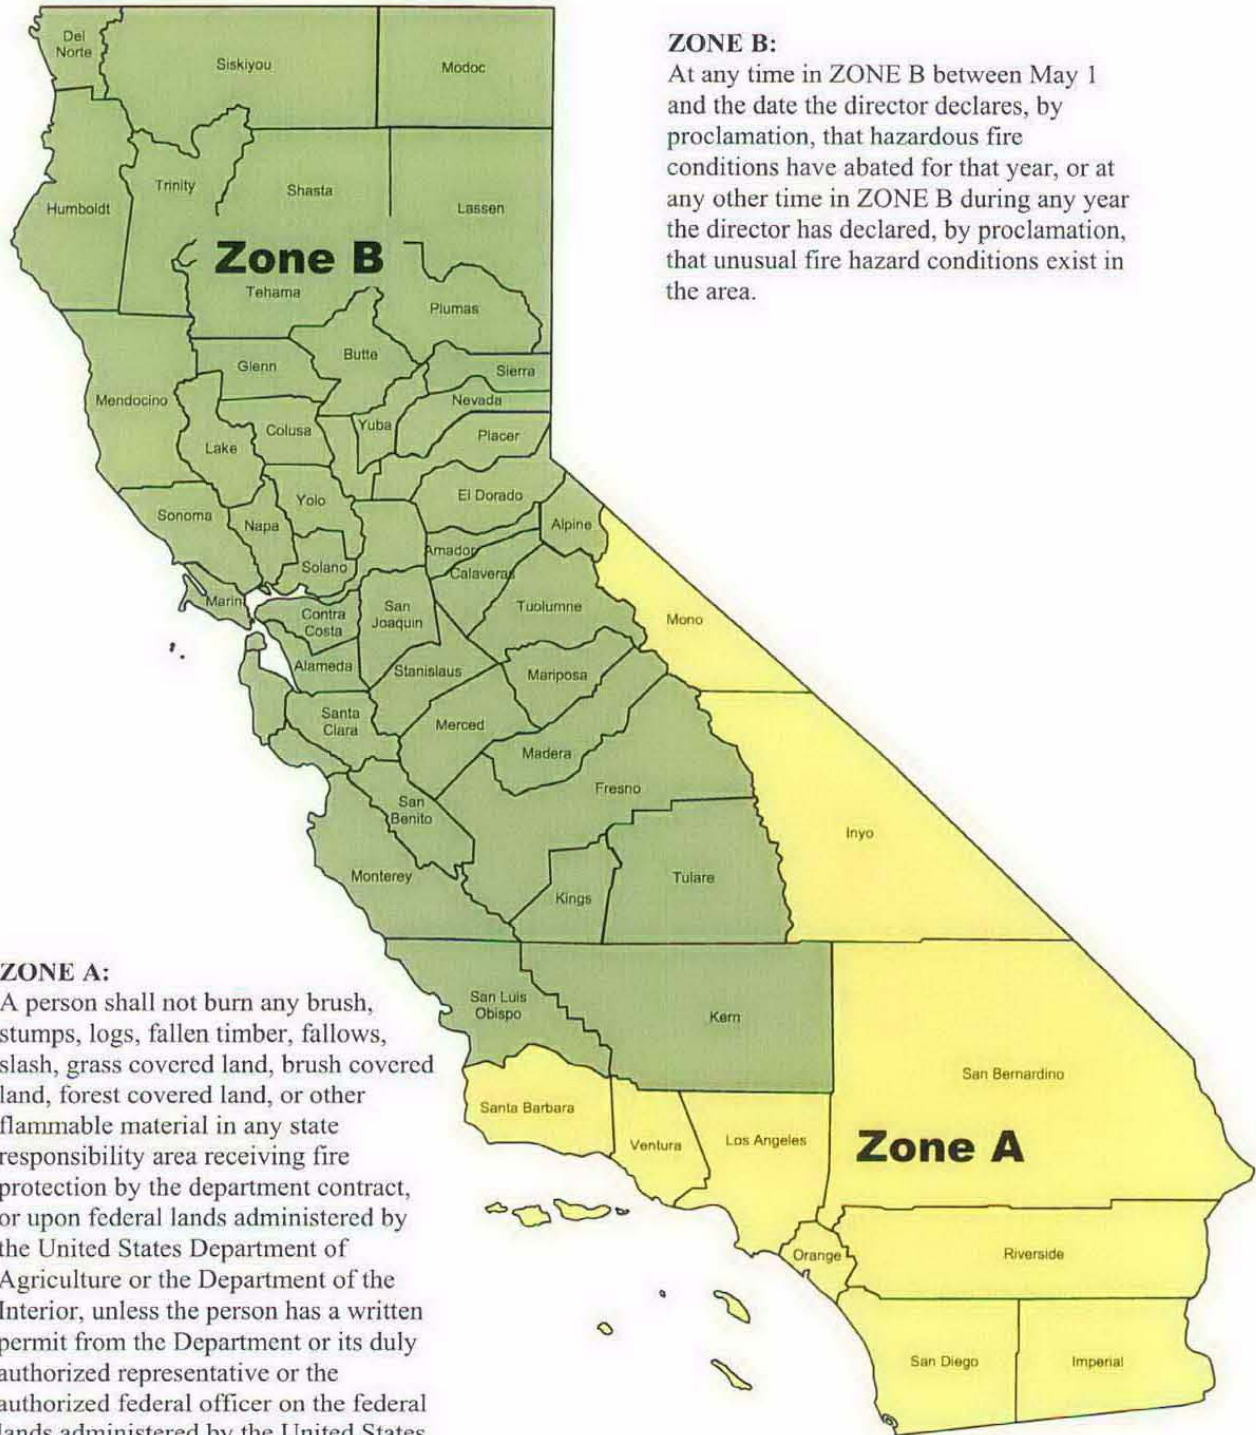 Del
Norte
Siskiyou
Modoc
ZONE B:
At any time in ZONE B between May 1
and the date the director declares, by
proclamation, that hazardous fire
conditions have abated for that year, or at
any other time in ZONE B during any year
the director has declared, by proclamation,
that unusual fire hazard conditions exist in
the area.
Humboldt
Trinity
Shasta
Lassen
Zone B
Tehama
Plumas
Mendocino
Glenn
Butte
Sierra
Nevada
Lake
Colusa
Yuba
Placer
Sonoma
Napa
Yolo
El Dorado
Alpine
Solano
Amador
Calaveras
Marin
Contra
Costa
San
Joaquin
Tuolumne
Mono
Alameda
Stanislaus
Mariposa
Santa
Clara
Merced
Madera
Fresno
San
Benito
Inyo
Monterey
Kings
Tulare
San Luis
Obispo
Kern
San Bernardino
Santa Barbara
Ventura
Los Angeles
Zone A
Orange
Riverside
San Diego
Imperial
ZONE A:
A person shall not burn any brush,
stumps, logs, fallen timber, fallows,
slash, grass covered land, brush covered
land, forest covered land, or other
flammable material in any state
responsibility area receiving fire
protection by the department contract,
or upon federal lands administered by
the United States Department of
Agriculture or the Department of the
Interior, unless the person has a written
permit from the Department or its duly
authorized representative or the
authorized federal officer on the federal
lands administered by the United States